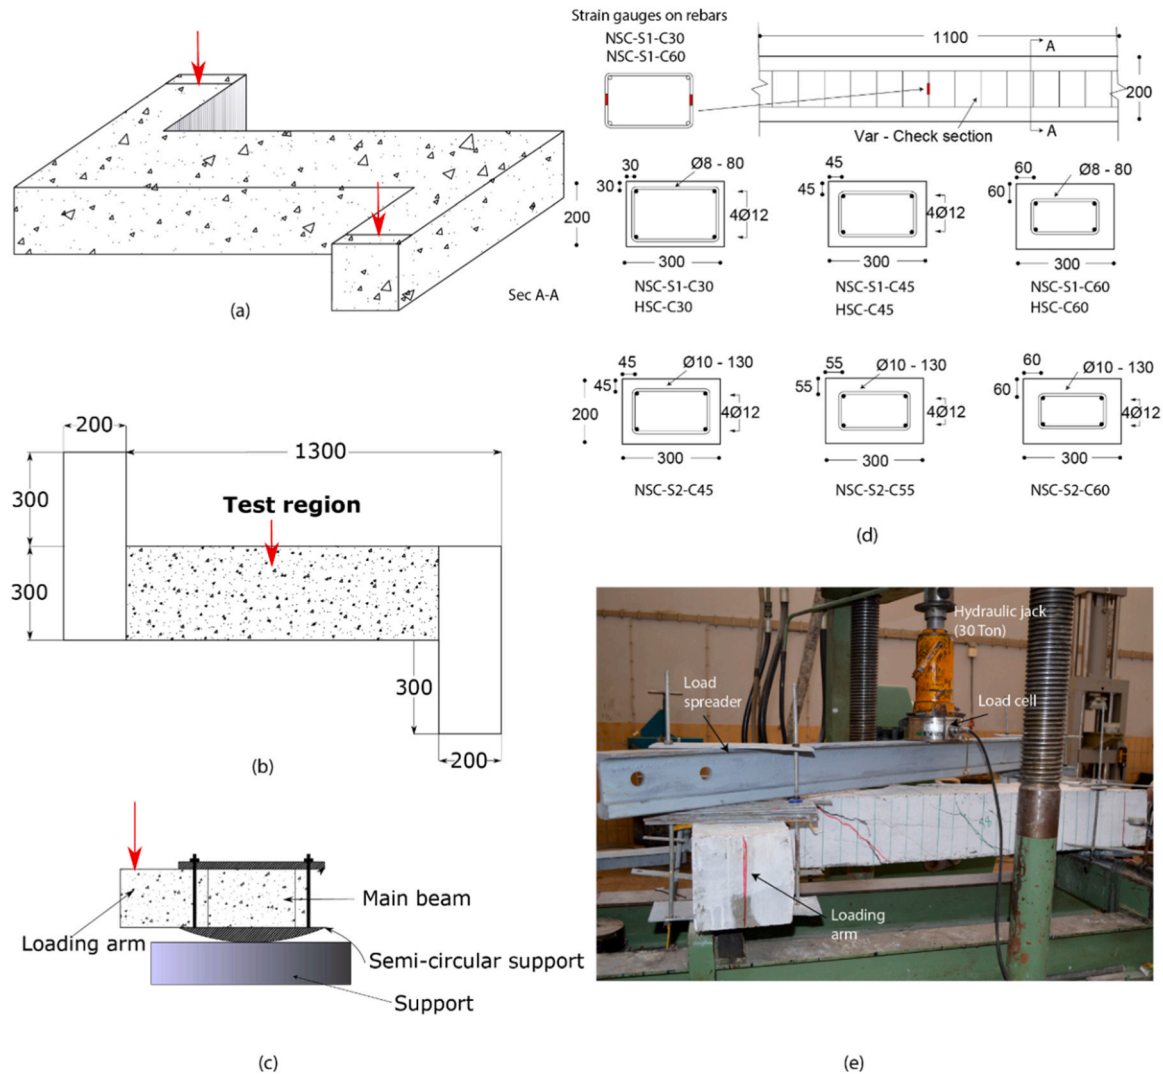 200
Sec A-A
(a)
200
1300
300
Test region
300
300
200
(b)
Main beam
Loading arm
Semi-circular support
Support
(c)
Strain gauges on rebars
NSC-S1-C30
NSC-S1-C60
1100
A
200
Var - Check section
A
30
30
Ø8 - 80
4Ø12
300
NSC-S1-C30
HSC-C30
45
45
4Ø12
300
NSC-S1-C45
HSC-C45
60
60
Ø8 - 80
4Ø12
300
NSC-S1-C60
HSC-C60
45
45
Ø10 - 130
200
4Ø12
300
NSC-S2-C45
55
55
Ø10 - 130
4Ø12
300
NSC-S2-C55
60
60
Ø10 - 130
4Ø12
300
NSC-S2-C60
(d)
Hydraulic jack
(30 Ton)
Load
spreader
Load cell
Loading
arm
(e)